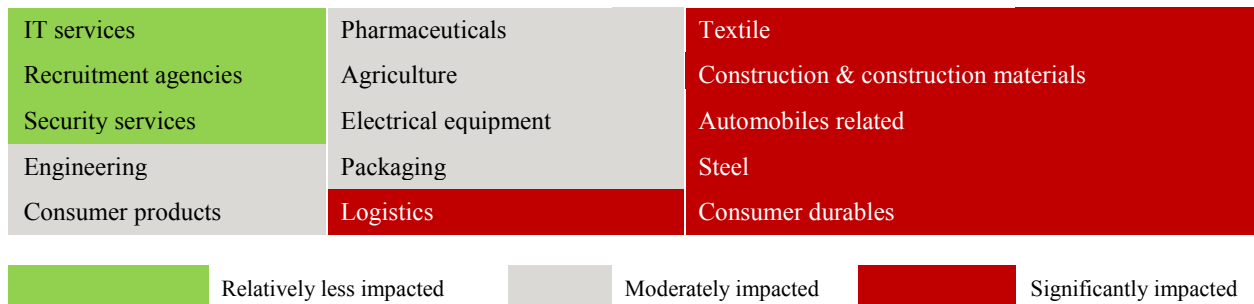 IT services Pharmaceuticals Textile
Recruitment agencies Agriculture Construction & construction materials
Security services Electrical equipment Automobiles related
Engineering Packaging Steel
Consumer products Logistics Consumer durables
Relatively less impacted Moderately impacted Significantly impacted